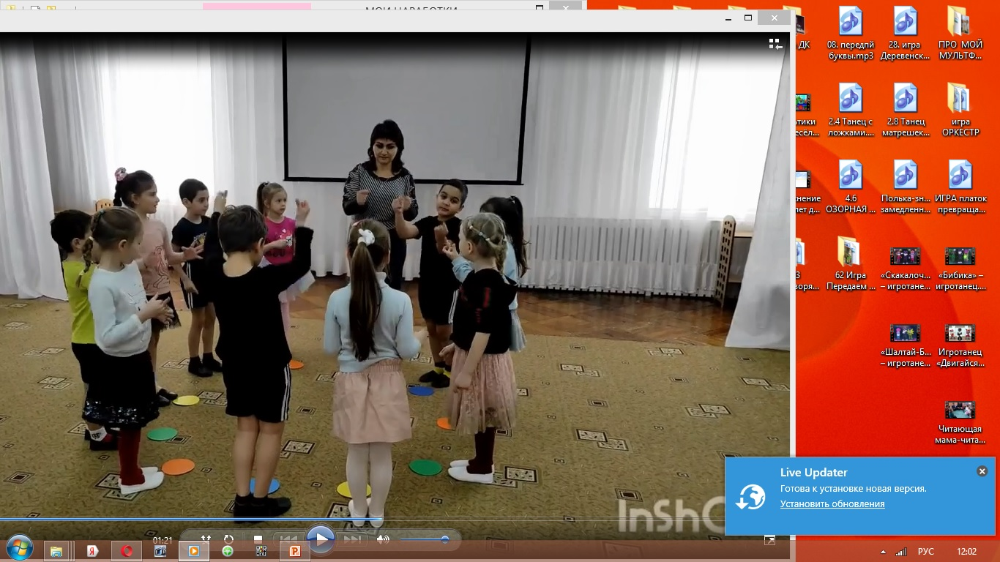 МОИ НАРАБОТКИ
ДК
08. передпй
буквы.mp3
28. игра
Деревенск...
ПРО МОЙ
МУЛЬТФ...
2.4 Танец с
ложками....
2.8 Танец
матрешек...
игра
ОРКЕСТР
4.6
ОЗОРНАЯ ...
Полька-зн...
замедленн...
ИГРА платок
превраща...
62 Игра
Передаем ...
«Скакалоч...
– игротане...
«Бибика» –
игротанец....
«Шалтай-Б...
– игротане...
Игротанец
«Двигайся...
Читающая
мама-чита...
Live Updater
Готова к установке новая версия.
Установить обновления
InShO
01:21
РУС
12:02